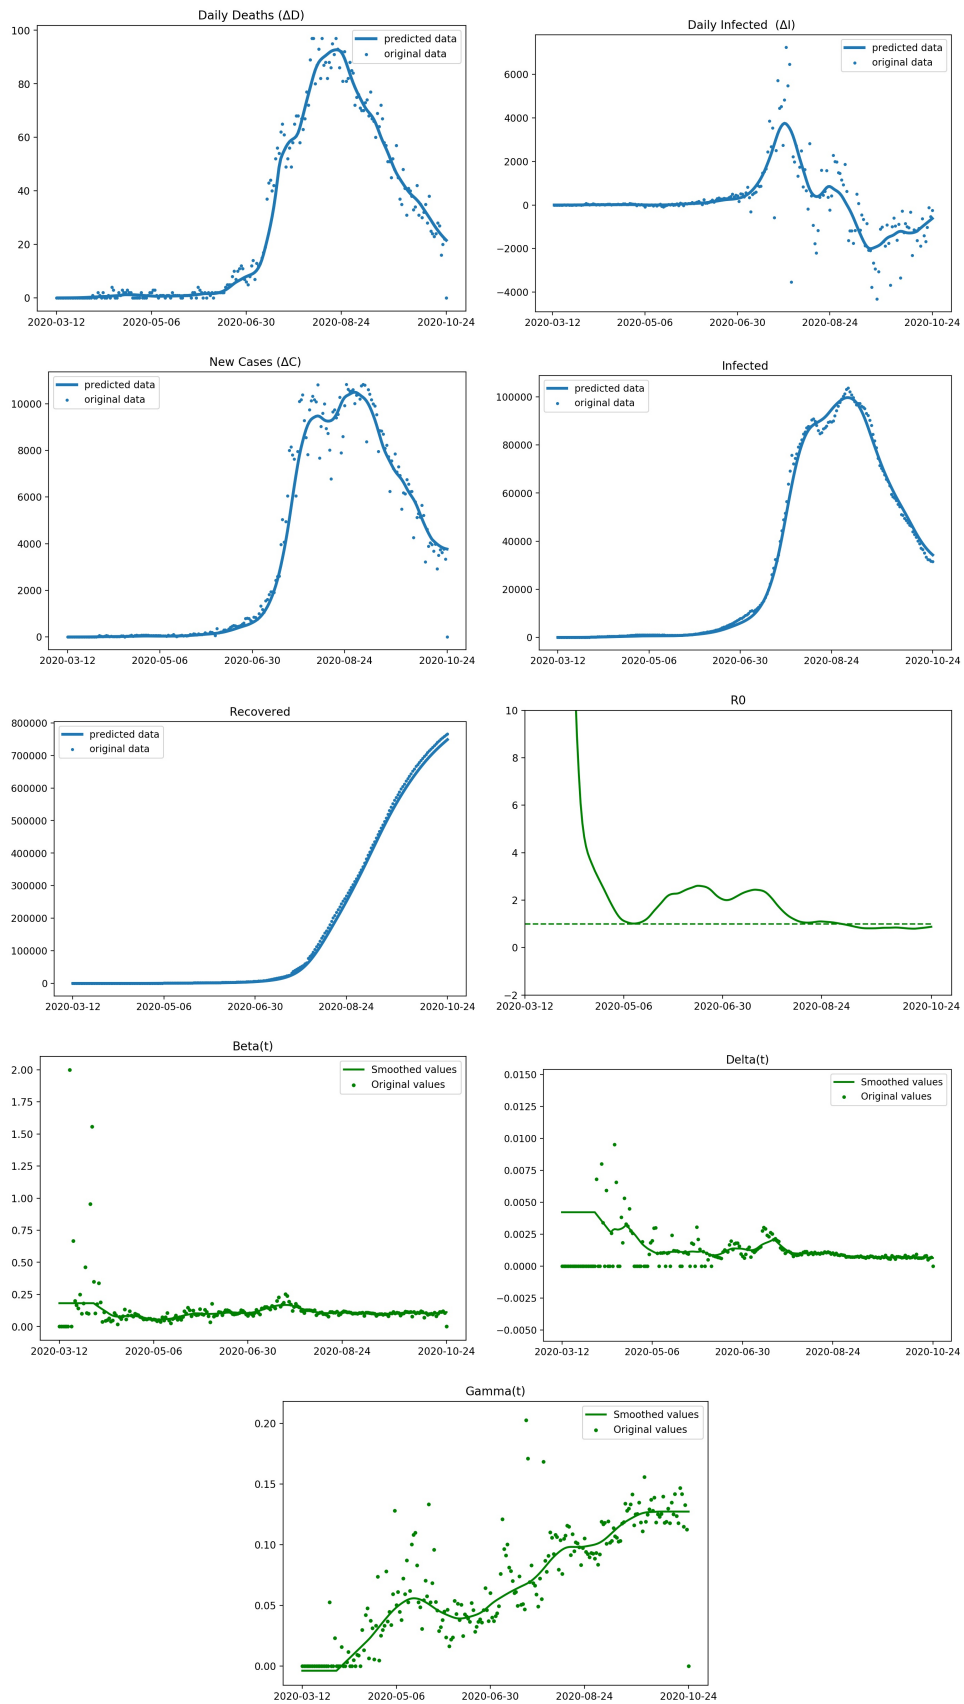 Daily Deaths (ΔD)
100
80
60
40
20
0
predicted data
original data
2020-03-12 2020-05-06 2020-06-30 2020-08-24 2020-10-24
Daily Infected (ΔI)
6000
4000
2000
0
−2000
−4000
predicted data
original data
2020-03-12 2020-05-06 2020-06-30 2020-08-24 2020-10-24
New Cases (ΔC)
10000
8000
6000
4000
2000
0
predicted data
original data
2020-03-12 2020-05-06 2020-06-30 2020-08-24 2020-10-24
Infected
100000
80000
60000
40000
20000
0
predicted data
original data
2020-03-12 2020-05-06 2020-06-30 2020-08-24 2020-10-24
Recovered
800000
700000
600000
500000
400000
300000
200000
100000
0
predicted data
original data
2020-03-12 2020-05-06 2020-06-30 2020-08-24 2020-10-24
R0
10
8
6
4
2
0
−2
2020-03-12 2020-05-06 2020-06-30 2020-08-24 2020-10-24
Beta(t)
2.00
1.75
1.50
1.25
1.00
0.75
0.50
0.25
0.00
Smoothed values
Original values
2020-03-12 2020-05-06 2020-06-30 2020-08-24 2020-10-24
Delta(t)
0.0150
0.0125
0.0100
0.0075
0.0050
0.0025
0.0000
−0.0025
−0.0050
Smoothed values
Original values
2020-03-12 2020-05-06 2020-06-30 2020-08-24 2020-10-24
Gamma(t)
0.20
0.15
0.10
0.05
0.00
Smoothed values
Original values
2020-03-12 2020-05-06 2020-06-30 2020-08-24 2020-10-24